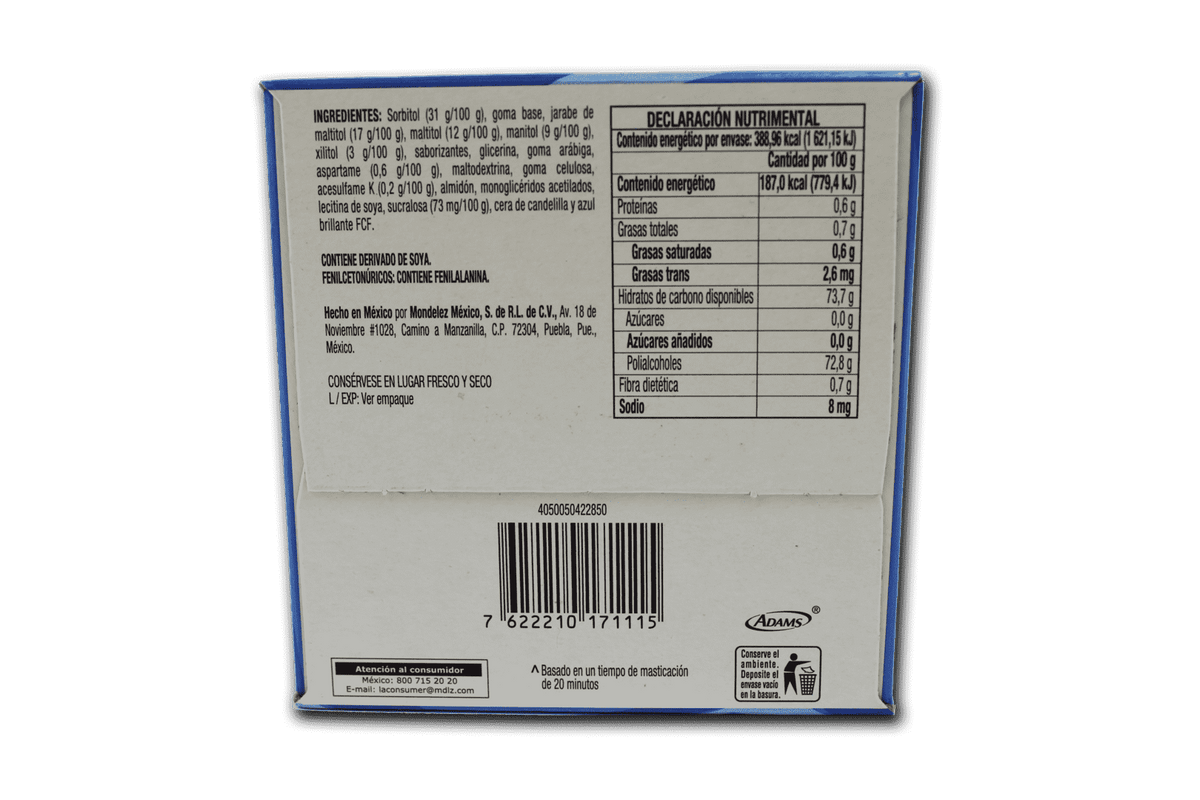 INGREDIENTES: Sorbitol (31 g/100 g), goma base, jarabe de
maltitol (17 g/100 g), maltitol (12 g/100 g), manitol (9 g/100 g),
xilitol (3 g/100 g), saborizantes, glicerina, goma arábiga,
aspartame (0,6 g/100 g), maltodextrina, goma celulosa,
acesulfame K (0,2 g/100 g), almidón, monoglicéridos acetilados,
lecitina de soya, sucralosa (73 mg/100 g), cera de candelilla y azul
brillante FCF.
CONTIENE DERIVADO DE SOYA.
FENILCETONÚRICOS: CONTIENE FENILALANINA.
Hecho en México por Mondelez México, S. de R.L. de C.V., Av. 18 de
Noviembre #1028, Camino a Manzanilla, C.P. 72304, Puebla, Pue.,
México.
CONSÉRVESE EN LUGAR FRESCO Y SECO
L / EXP: Ver empaque
DECLARACIÓN NUTRIMENTAL
Contenido energético por envase: 388,96 kcal (1 621,15 kJ)
Cantidad por 100 g
Contenido energético 187,0 kcal (779,4 kJ)
Proteínas 0,6 g
Grasas totales 0,7 g
Grasas saturadas 0,6 g
Grasas trans 2,6 mg
Hidratos de carbono disponibles 73,7 g
Azúcares 0,0 g
Azúcares añadidos 0,0 g
Polialcoholes 72,8 g
Fibra dietética 0,7 g
Sodio 8 mg
4050050422850
7 622210 171115
ADAMS®
Atención al consumidor
México: 800 715 20 20
E-mail: laconsumer@mdlz.com
^ Basado en un tiempo de masticación
de 20 minutos
Conserve el
ambiente.
Deposite el
envase vacío
en la basura.